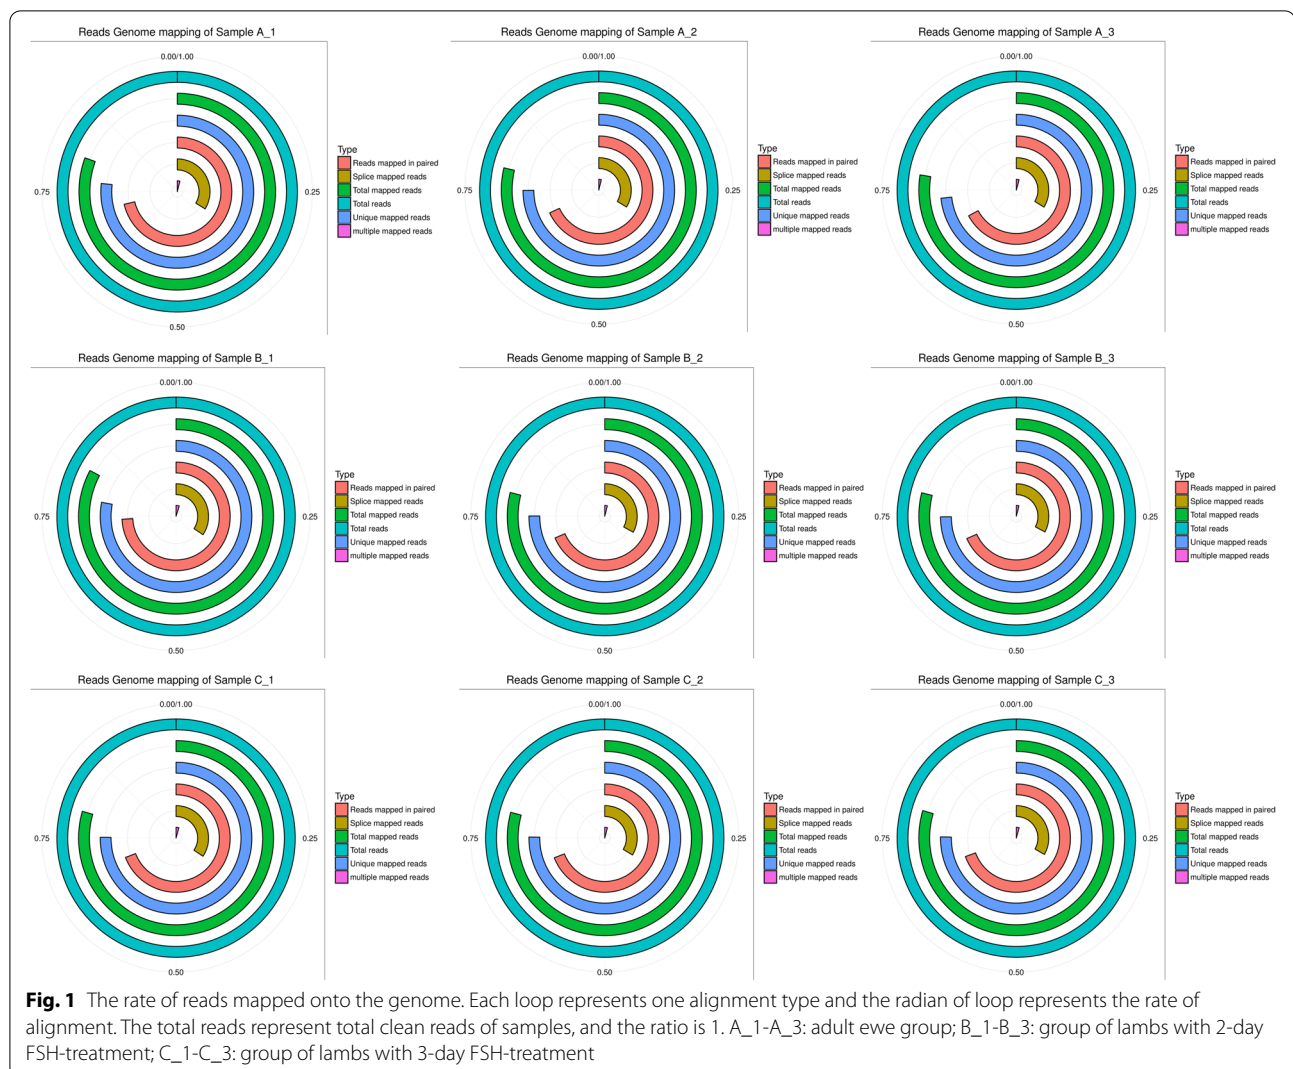 Reads Genome mapping of Sample A_1
0.00/1.00
0.75
0.25
0.50
Type
Reads mapped in paired
Splice mapped reads
Total mapped reads
Total reads
Unique mapped reads
multiple mapped reads
Reads Genome mapping of Sample A_2
0.00/1.00
0.75
0.25
0.50
Type
Reads mapped in paired
Splice mapped reads
Total mapped reads
Total reads
Unique mapped reads
multiple mapped reads
Reads Genome mapping of Sample A_3
0.00/1.00
0.75
0.25
0.50
Type
Reads mapped in paired
Splice mapped reads
Total mapped reads
Total reads
Unique mapped reads
multiple mapped reads
Reads Genome mapping of Sample B_1
0.00/1.00
0.75
0.25
0.50
Type
Reads mapped in paired
Splice mapped reads
Total mapped reads
Total reads
Unique mapped reads
multiple mapped reads
Reads Genome mapping of Sample B_2
0.00/1.00
0.75
0.25
0.50
Type
Reads mapped in paired
Splice mapped reads
Total mapped reads
Total reads
Unique mapped reads
multiple mapped reads
Reads Genome mapping of Sample B_3
0.00/1.00
0.75
0.25
0.50
Type
Reads mapped in paired
Splice mapped reads
Total mapped reads
Total reads
Unique mapped reads
multiple mapped reads
Reads Genome mapping of Sample C_1
0.00/1.00
0.75
0.25
0.50
Type
Reads mapped in paired
Splice mapped reads
Total mapped reads
Total reads
Unique mapped reads
multiple mapped reads
Reads Genome mapping of Sample C_2
0.00/1.00
0.75
0.25
0.50
Type
Reads mapped in paired
Splice mapped reads
Total mapped reads
Total reads
Unique mapped reads
multiple mapped reads
Reads Genome mapping of Sample C_3
0.00/1.00
0.75
0.25
0.50
Type
Reads mapped in paired
Splice mapped reads
Total mapped reads
Total reads
Unique mapped reads
multiple mapped reads
Fig. 1 The rate of reads mapped onto the genome. Each loop represents one alignment type and the radian of loop represents the rate of
alignment. The total reads represent total clean reads of samples, and the ratio is 1. A_1-A_3: adult ewe group; B_1-B_3: group of lambs with 2-day
FSH-treatment; C_1-C_3: group of lambs with 3-day FSH-treatment